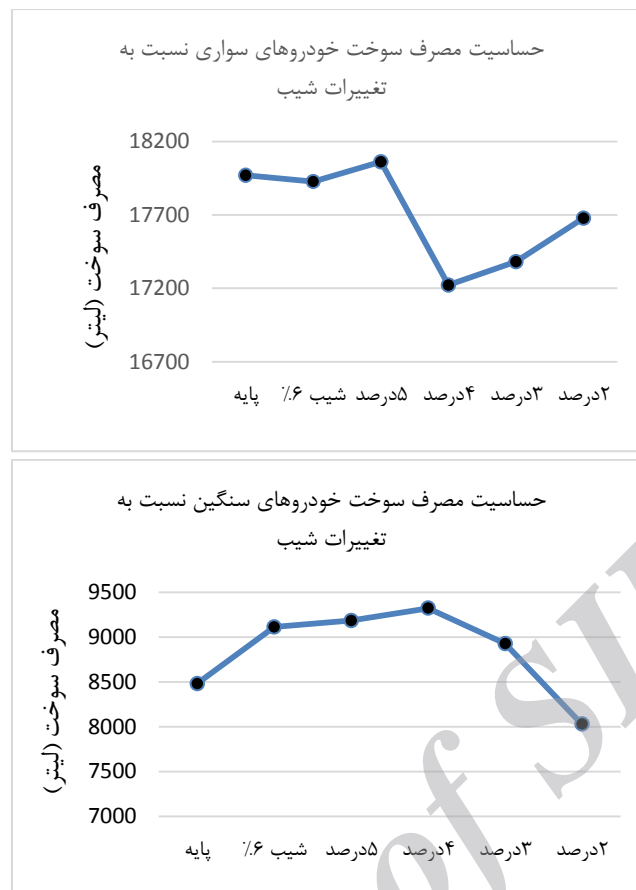 حساسیت مصرف سوخت خودروهای سواری نسبت به
تغییرات شیب
مصرف سوخت (لیتر)
18200
17700
17200
16700
پایه شیب ۶٪ ۵درصد ۴درصد ۳درصد ۲درصد
حساسیت مصرف سوخت خودروهای سنگین نسبت به
تغییرات شیب
مصرف سوخت (لیتر)
9500
9000
8500
8000
7500
7000
پایه شیب ۶٪ ۵درصد ۴درصد ۳درصد ۲درصد
of SI